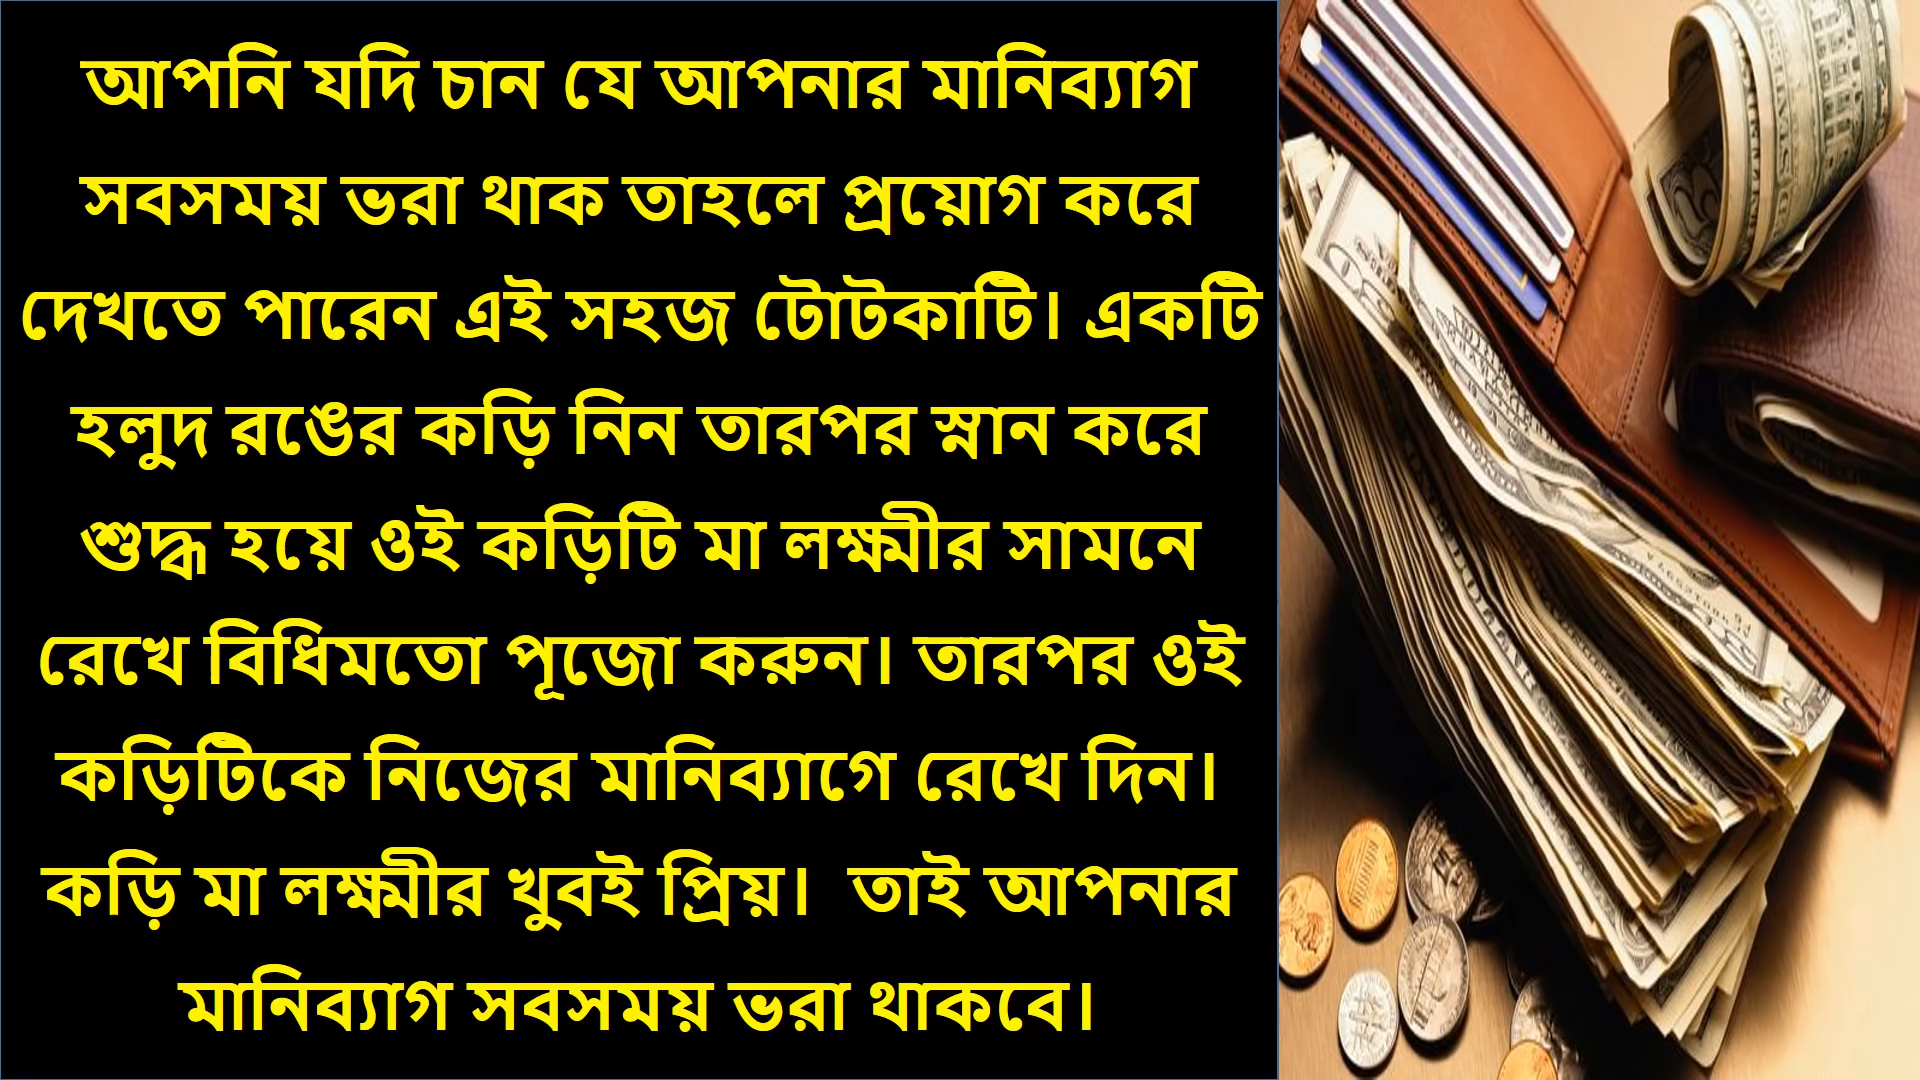 আপনি যদি চান যে আপনার মানিব্যাগ
সবসময় ভরা থাক তাহলে প্রয়োগ করে
দেখতে পারেন এই সহজ টোটকাটি। একটি
হলুদ রঙের কড়ি নিন তারপর স্নান করে
শুদ্ধ হয়ে ওই কড়িটি মা লক্ষ্মীর সামনে
রেখে বিধিমতো পূজো করুন। তারপর ওই
কড়িটিকে নিজের মানিব্যাগে রেখে দিন।
কড়ি মা লক্ষ্মীর খুবই প্রিয়। তাই আপনার
মানিব্যাগ সবসময় ভরা থাকবে।